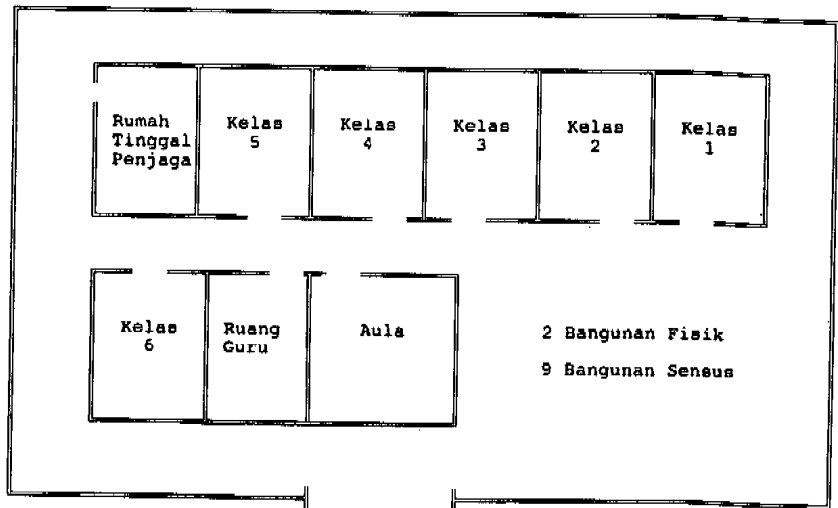 Rumah
Tinggal
Penjaga
Kelas
5
Kelas
4
Kelas
3
Kelas
2
Kelas
1
Kelas
6
Ruang
Guru
Aula
2 Bangunan Fisik
9 Bangunan Sensus